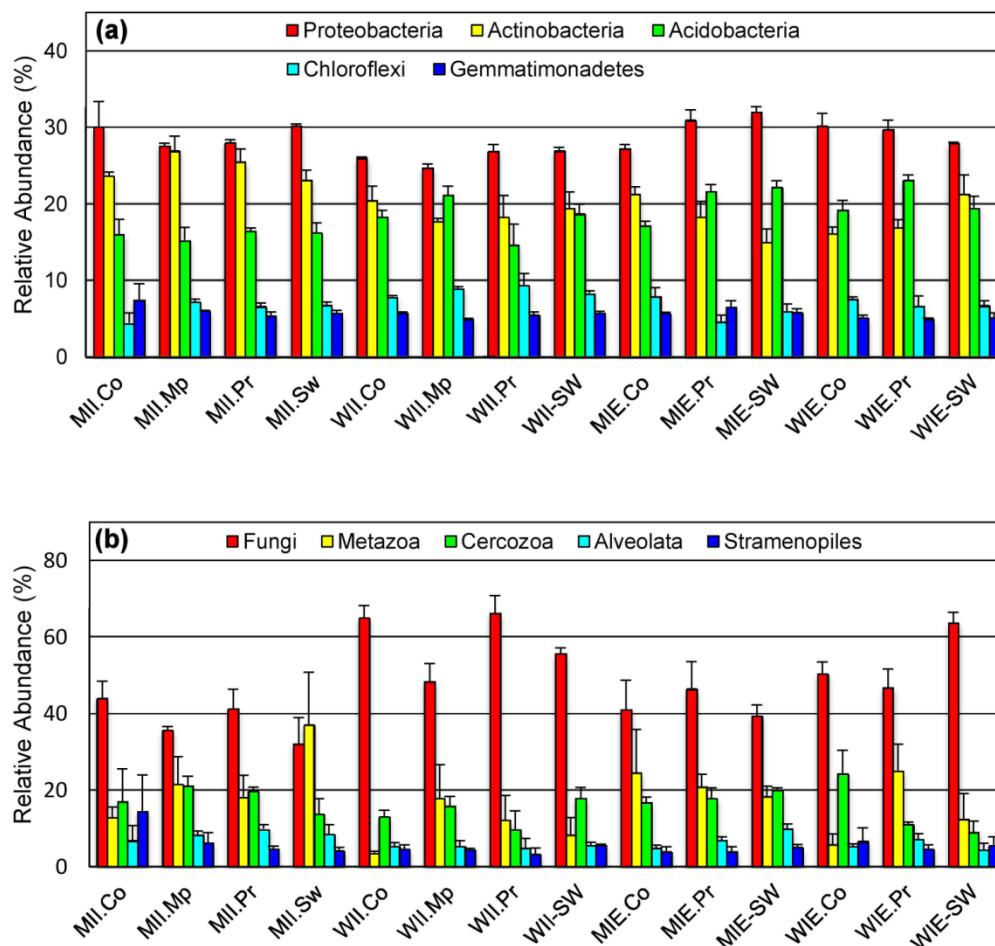 (a) Proteobacteria Actinobacteria Acidobacteria
Chloroflexi Gemmatimonadetes
Relative Abundance (%)
40
30
20
10
0
MII.Co MII.Mp MII.Pr MII.Sw WII.Co WII.Mp WII.Pr WII-SW MIE.Co MIE.Pr MIE-SW WIE.Co WIE.Pr WIE-SW
(b) Fungi Metazoa Cercozoa Alveolata Stramenopiles
Relative Abundance (%)
80
60
40
20
0
MII.Co MII.Mp MII.Pr MII.Sw WII.Co WII.Mp WII.Pr WII-SW MIE.Co MIE.Pr MIE-SW WIE.Co WIE.Pr WIE-SW